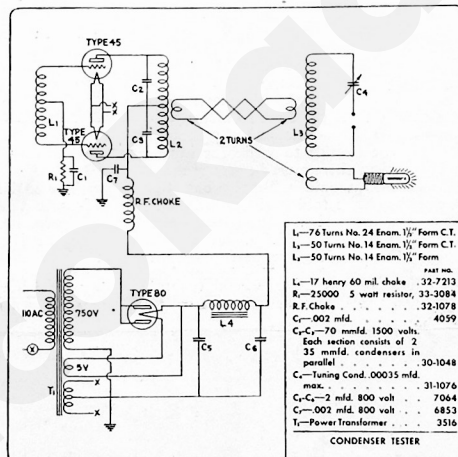 TYPE 45
C2
L1
TYPE 45
C3
L2
2 TURNS
L3
C4
R1
C1
C7
X
X
R.F. CHOKE
TYPE 80
110 AC
750V
L4
C5
C6
5V
X
X
T1
X
L₁—76 Turns No. 24 Enam. 1½" Form C.T.
L₂—50 Turns No. 14 Enam. 1½" Form C.T.
L₃—50 Turns No. 14 Enam. 1½" Form
PART NO.
L₄—17 henry 60 mil. choke . 32-7213
R₁—25000 5 watt resistor, 33-3084
R.F. Choke . . . . . . . 32-1078
C₁—.002 mfd. . . . . . . 4059
C₂-C₃—70 mmfd. 1500 volts.
Each section consists of 2
35 mmfd. condensers in
parallel . . . . . . . 30-1048
C₄—Tuning Cond. .00035 mfd.
max. . . . . . . . . 31-1076
C₅-C₆—2 mfd. 800 volt . . 7064
C₇—.002 mfd. 800 volt . . 6853
T₁—Power Transformer . . . 3516
CONDENSER TESTER